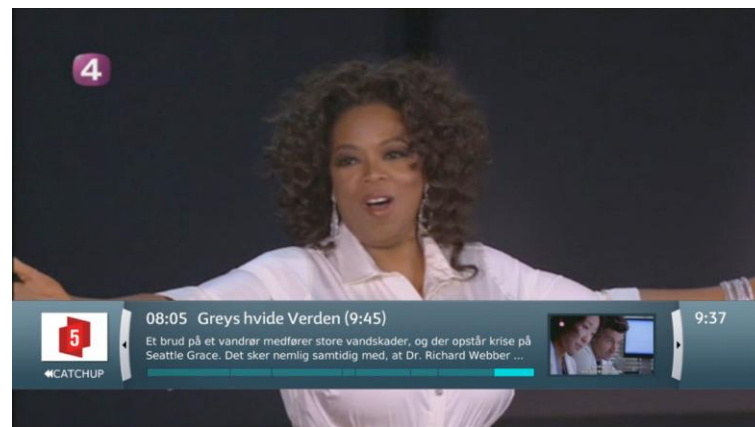 4
08:05 Greys hvide Verden (9:45)
9:37
5
Et brud på et vandrør medfører store vandskader, og der opstår krise på
Seattle Grace. Det sker nemlig samtidig med, at Dr. Richard Webber ...
CATCHUP